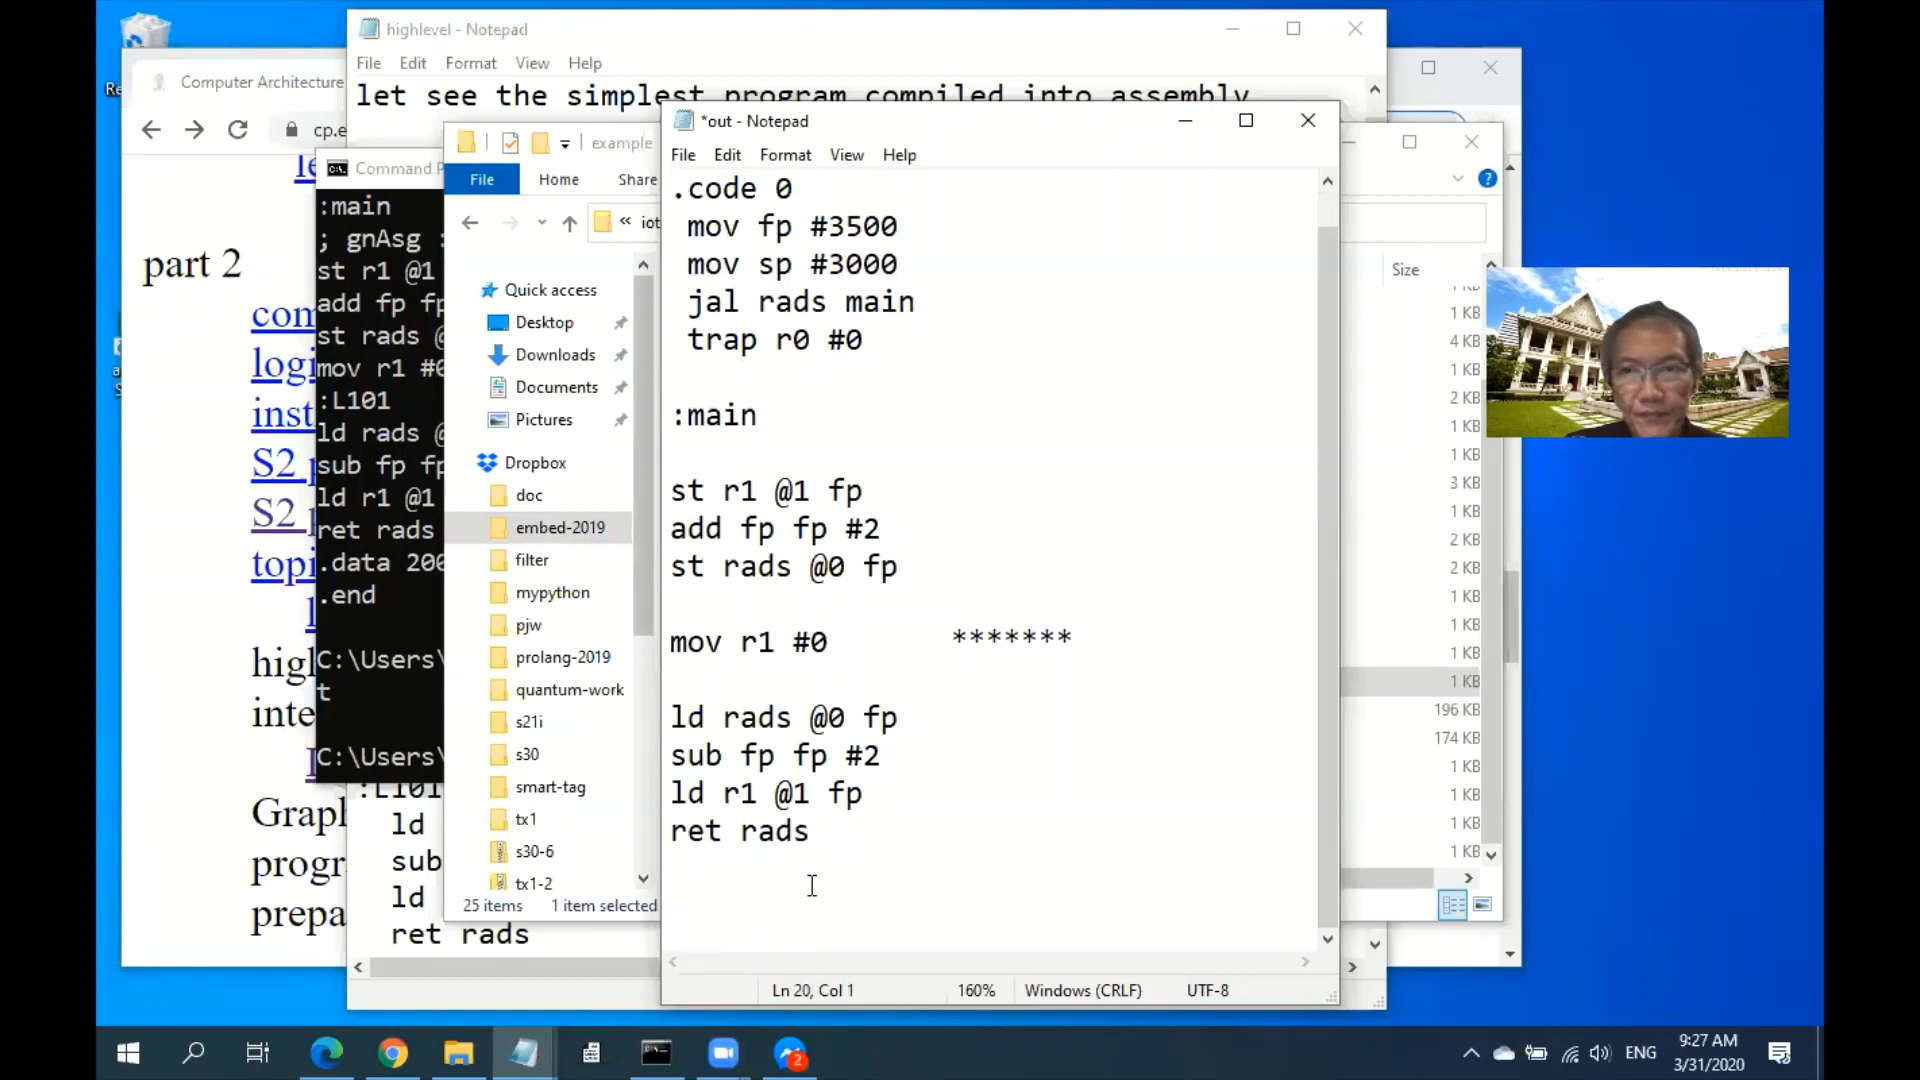 highlevel - Notepad
File Edit Format View Help
let see the simplest program compiled into assembly
*out - Notepad
File Edit Format View Help
.code 0
mov fp #3500
mov sp #3000
jal rads main
trap r0 #0
:main
st r1 @1 fp
add fp fp #2
st rads @0 fp
mov r1 #0 *******
ld rads @0 fp
sub fp fp #2
ld r1 @1 fp
ret rads
Ln 20, Col 1 160% Windows (CRLF) UTF-8
Computer Architecture
cp.e
part 2
S2
S2
Command P
:main
; gnAsg :
st r1 @1
add fp fp
st rads @
mov r1 #0
:L101
ld rads @
sub fp fp
ld r1 @1
ret rads
.data 200
.end
C:\Users\
t
C:\Users\
:L101
ld
sub
ld
ret rads
example
File Home Share
« iot
Quick access
Desktop
Downloads
Documents
Pictures
Dropbox
doc
embed-2019
filter
mypython
pjw
prolang-2019
quantum-work
s21i
s30
smart-tag
tx1
s30-6
tx1-2
25 items 1 item selected
Size
1 KB
4 KB
1 KB
2 KB
1 KB
1 KB
3 KB
1 KB
2 KB
2 KB
1 KB
1 KB
1 KB
1 KB
196 KB
174 KB
1 KB
1 KB
1 KB
1 KB
ENG
9:27 AM
3/31/2020
2